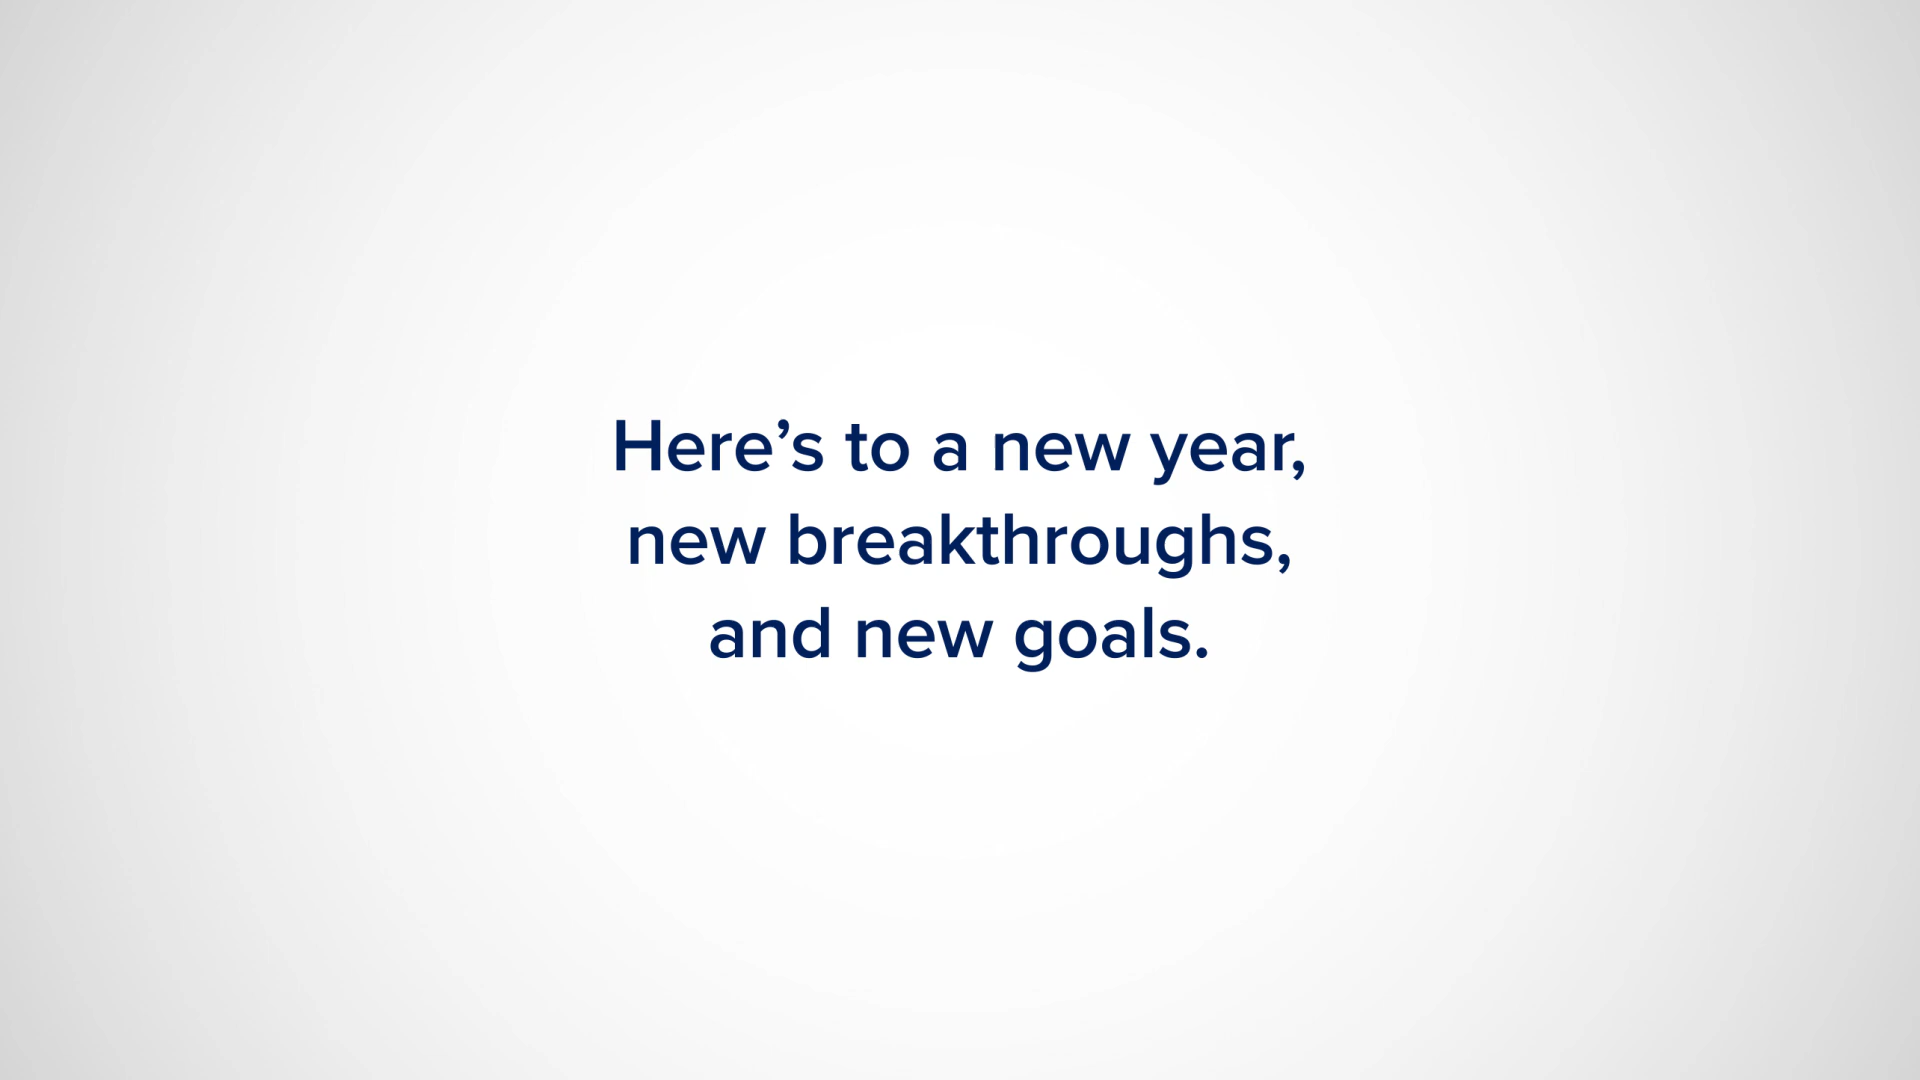 Here’s to a new year,
new breakthroughs,
and new goals.